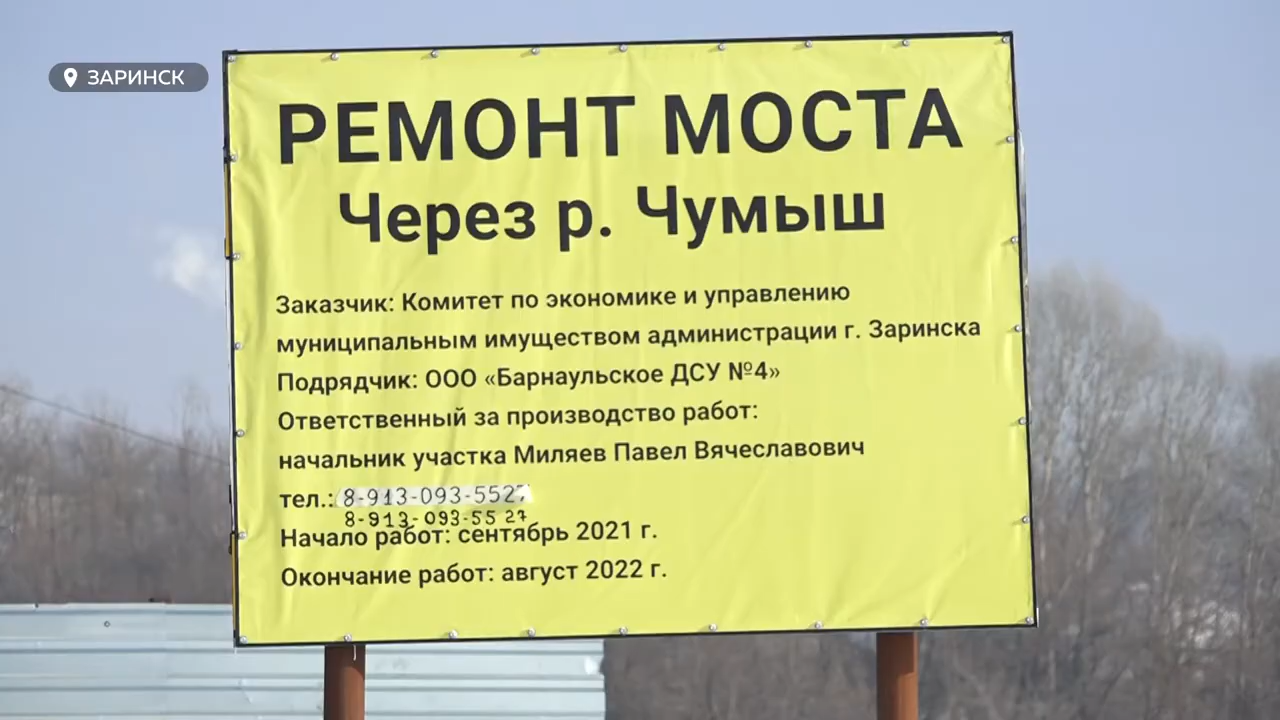 ЗАРИНСК
РЕМОНТ МОСТА
Через р. Чумыш
Заказчик: Комитет по экономике и управлению
муниципальным имуществом администрации г. Заринска
Подрядчик: ООО «Барнаульское ДСУ №4»
Ответственный за производство работ:
начальник участка Миляев Павел Вячеславович
тел.: 8-913-093-5527
8-913-093-55 27
Начало работ: сентябрь 2021 г.
Окончание работ: август 2022 г.